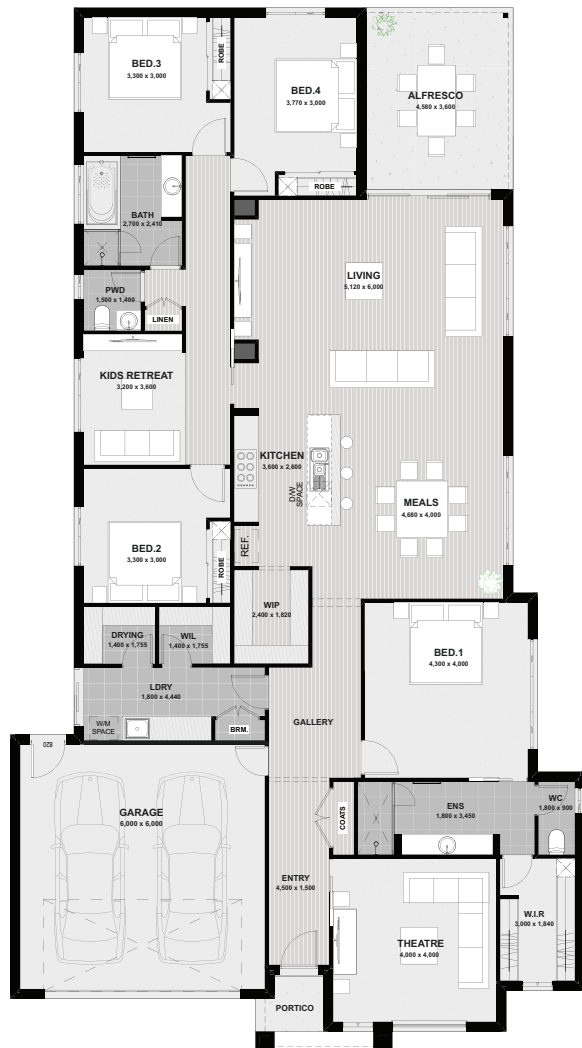 BED.3
3,300 x 3,000
ROBE
BED.4
3,770 x 3,000
ROBE
ALFRESCO
4,580 x 3,600
BATH
2,700 x 2,410
PWD
1,500 x 1,400
LINEN
LIVING
5,120 x 6,000
KIDS RETREAT
3,200 x 3,600
KITCHEN
3,600 x 2,600
D/W
SPACE
MEALS
4,680 x 4,000
REF.
BED.2
3,300 x 3,000
ROBE
WIP
2,400 x 1,820
DRYING
1,400 x 1,755
WIL
1,400 x 1,755
BED.1
4,300 x 4,000
LDRY
1,800 x 4,440
W/M
SPACE
BRM.
GALLERY
820
GARAGE
6,000 x 6,000
COATS
ENS
1,800 x 3,450
WC
1,800 x 900
ENTRY
4,500 x 1,500
THEATRE
4,000 x 4,000
W.I.R
3,000 x 1,840
PORTICO